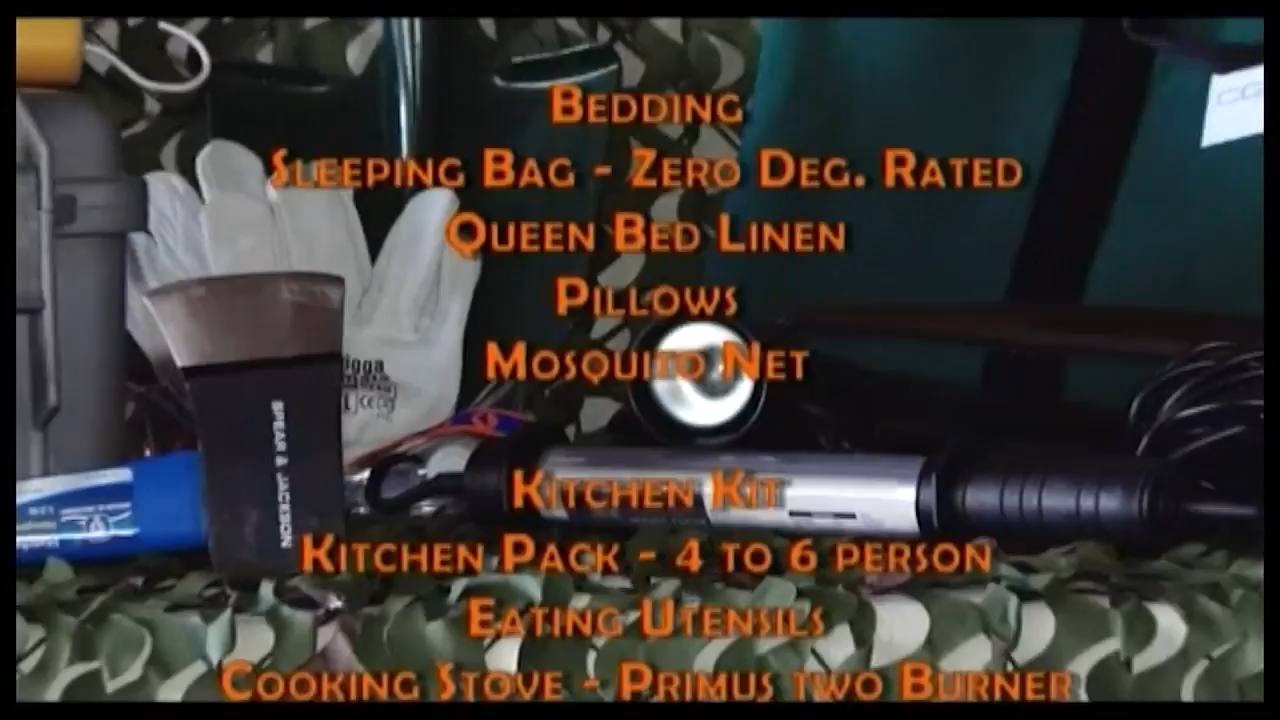 Bedding
Sleeping Bag - Zero Deg. Rated
Queen Bed Linen
Pillows
Mosquito Net
Kitchen Kit
Kitchen Pack - 4 to 6 person
Eating Utensils
Cooking Stove - Primus two Burner
SPEAR & JACKSON